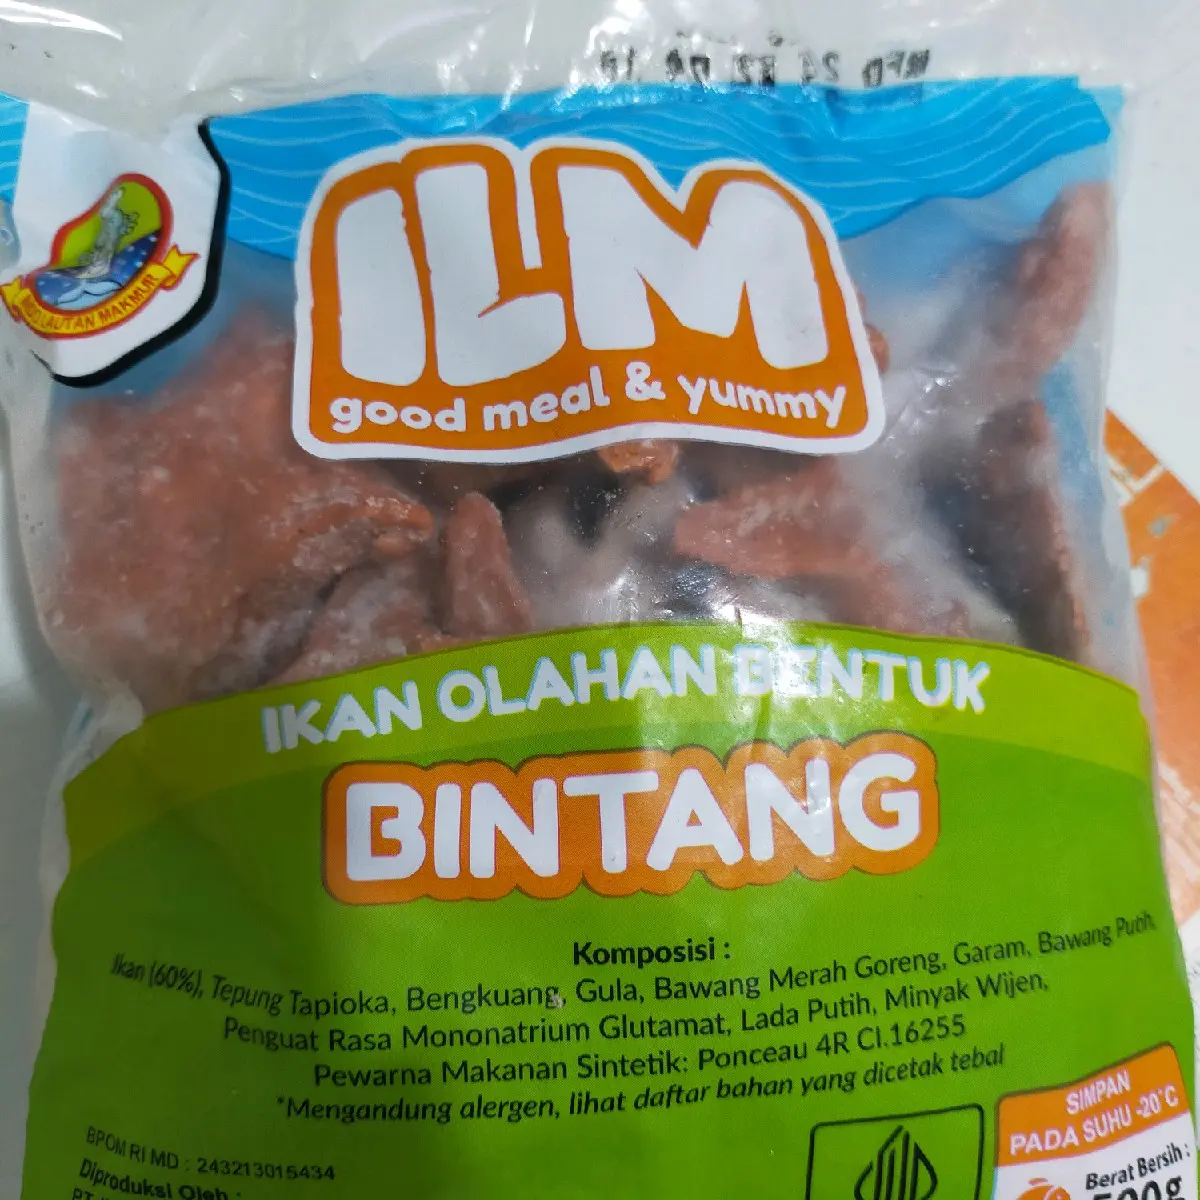 ILM
good meal & yummy
LAUTAN MAKMUR
IKAN OLAHAN BENTUK
BINTANG
Komposisi :
Ikan (60%), Tepung Tapioka, Bengkuang, Gula, Bawang Merah Goreng, Garam, Bawang Putih,
Penguat Rasa Mononatrium Glutamat, Lada Putih, Minyak Wijen,
Pewarna Makanan Sintetik: Ponceau 4R CI.16255
*Mengandung alergen, lihat daftar bahan yang dicetak tebal
BPOM RI MD : 243213015434
Diproduksi Oleh :
SIMPAN
PADA SUHU -20°C
Berat Bersih :